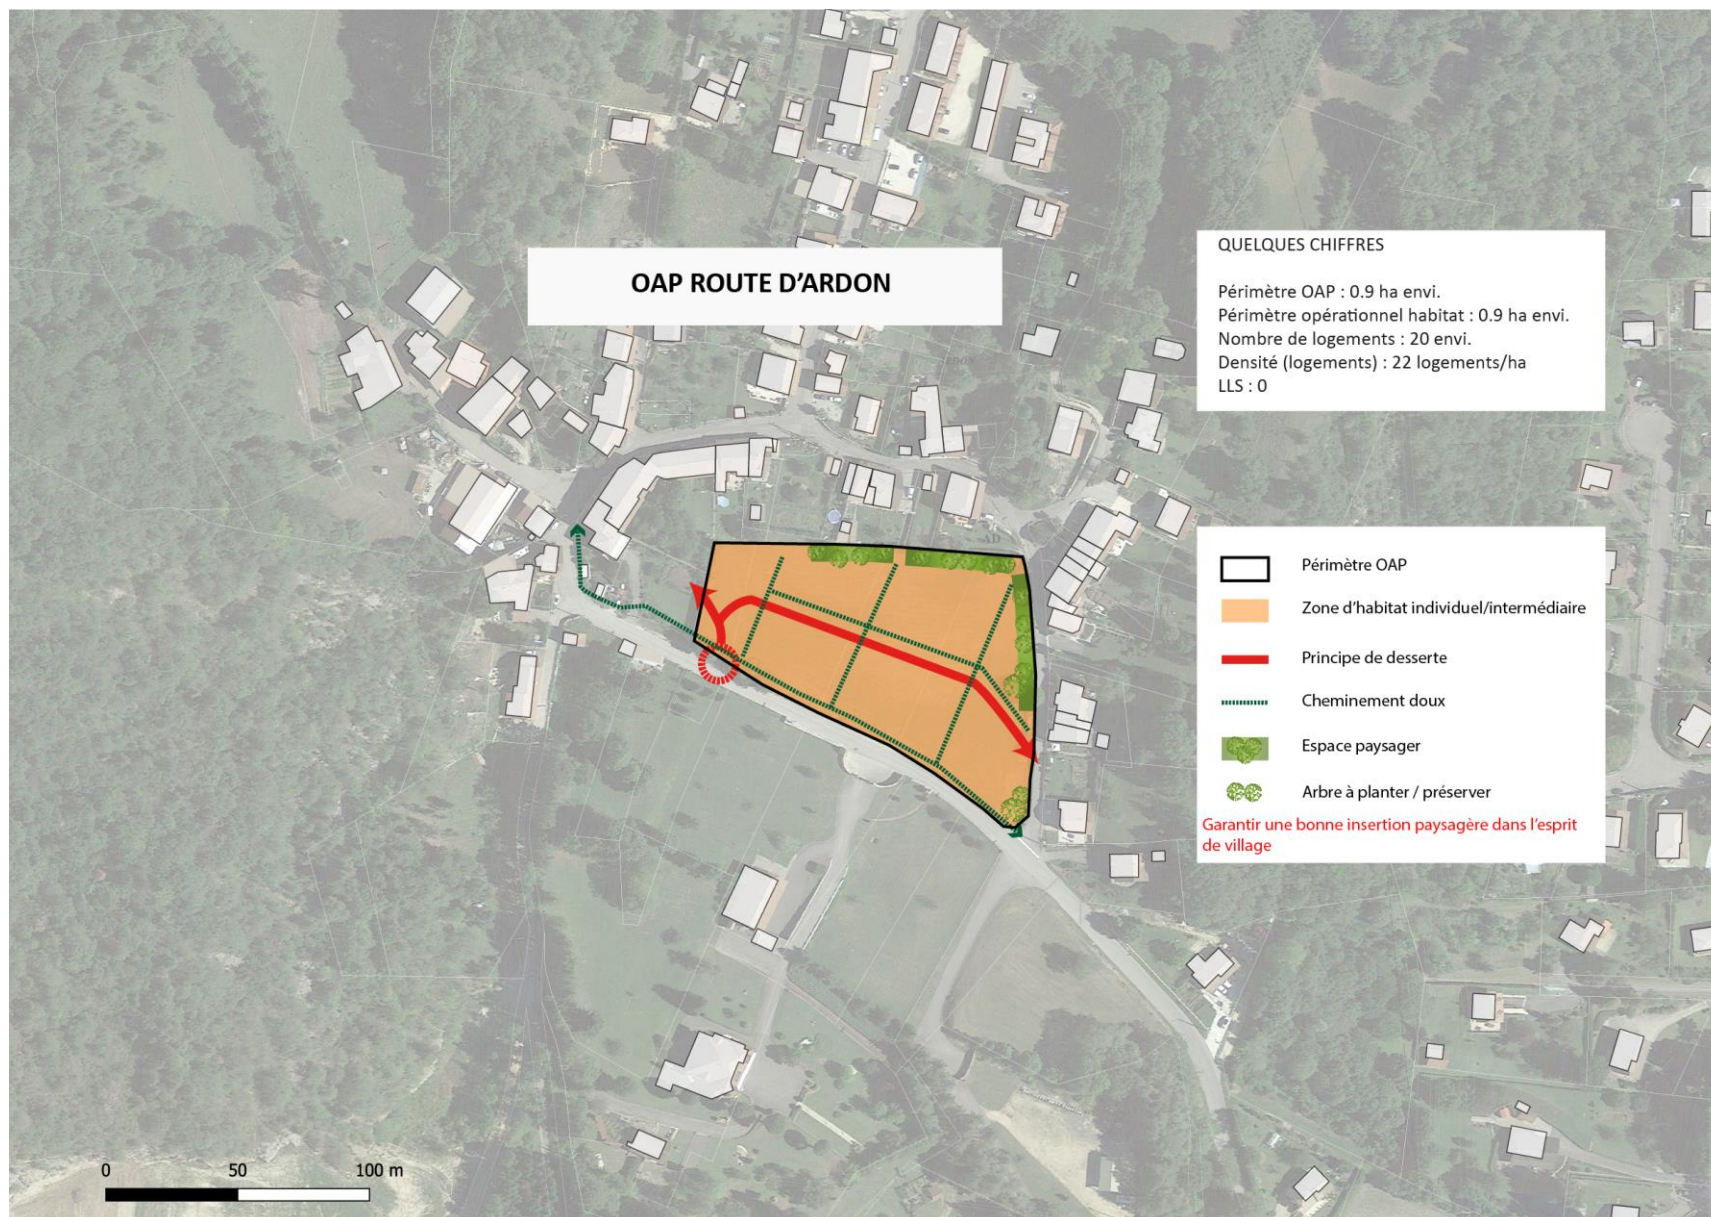 OAP ROUTE D'ARDON
QUELQUES CHIFFRES
Périmètre OAP : 0.9 ha envi.
Périmètre opérationnel habitat : 0.9 ha envi.
Nombre de logements : 20 envi.
Densité (logements) : 22 logements/ha
LLS : 0
AD
Périmètre OAP
Zone d'habitat individuel/intermédiaire
Principe de desserte
Cheminement doux
Espace paysager
Arbre à planter / préserver
Garantir une bonne insertion paysagère dans l'esprit
de village
0 50 100 m